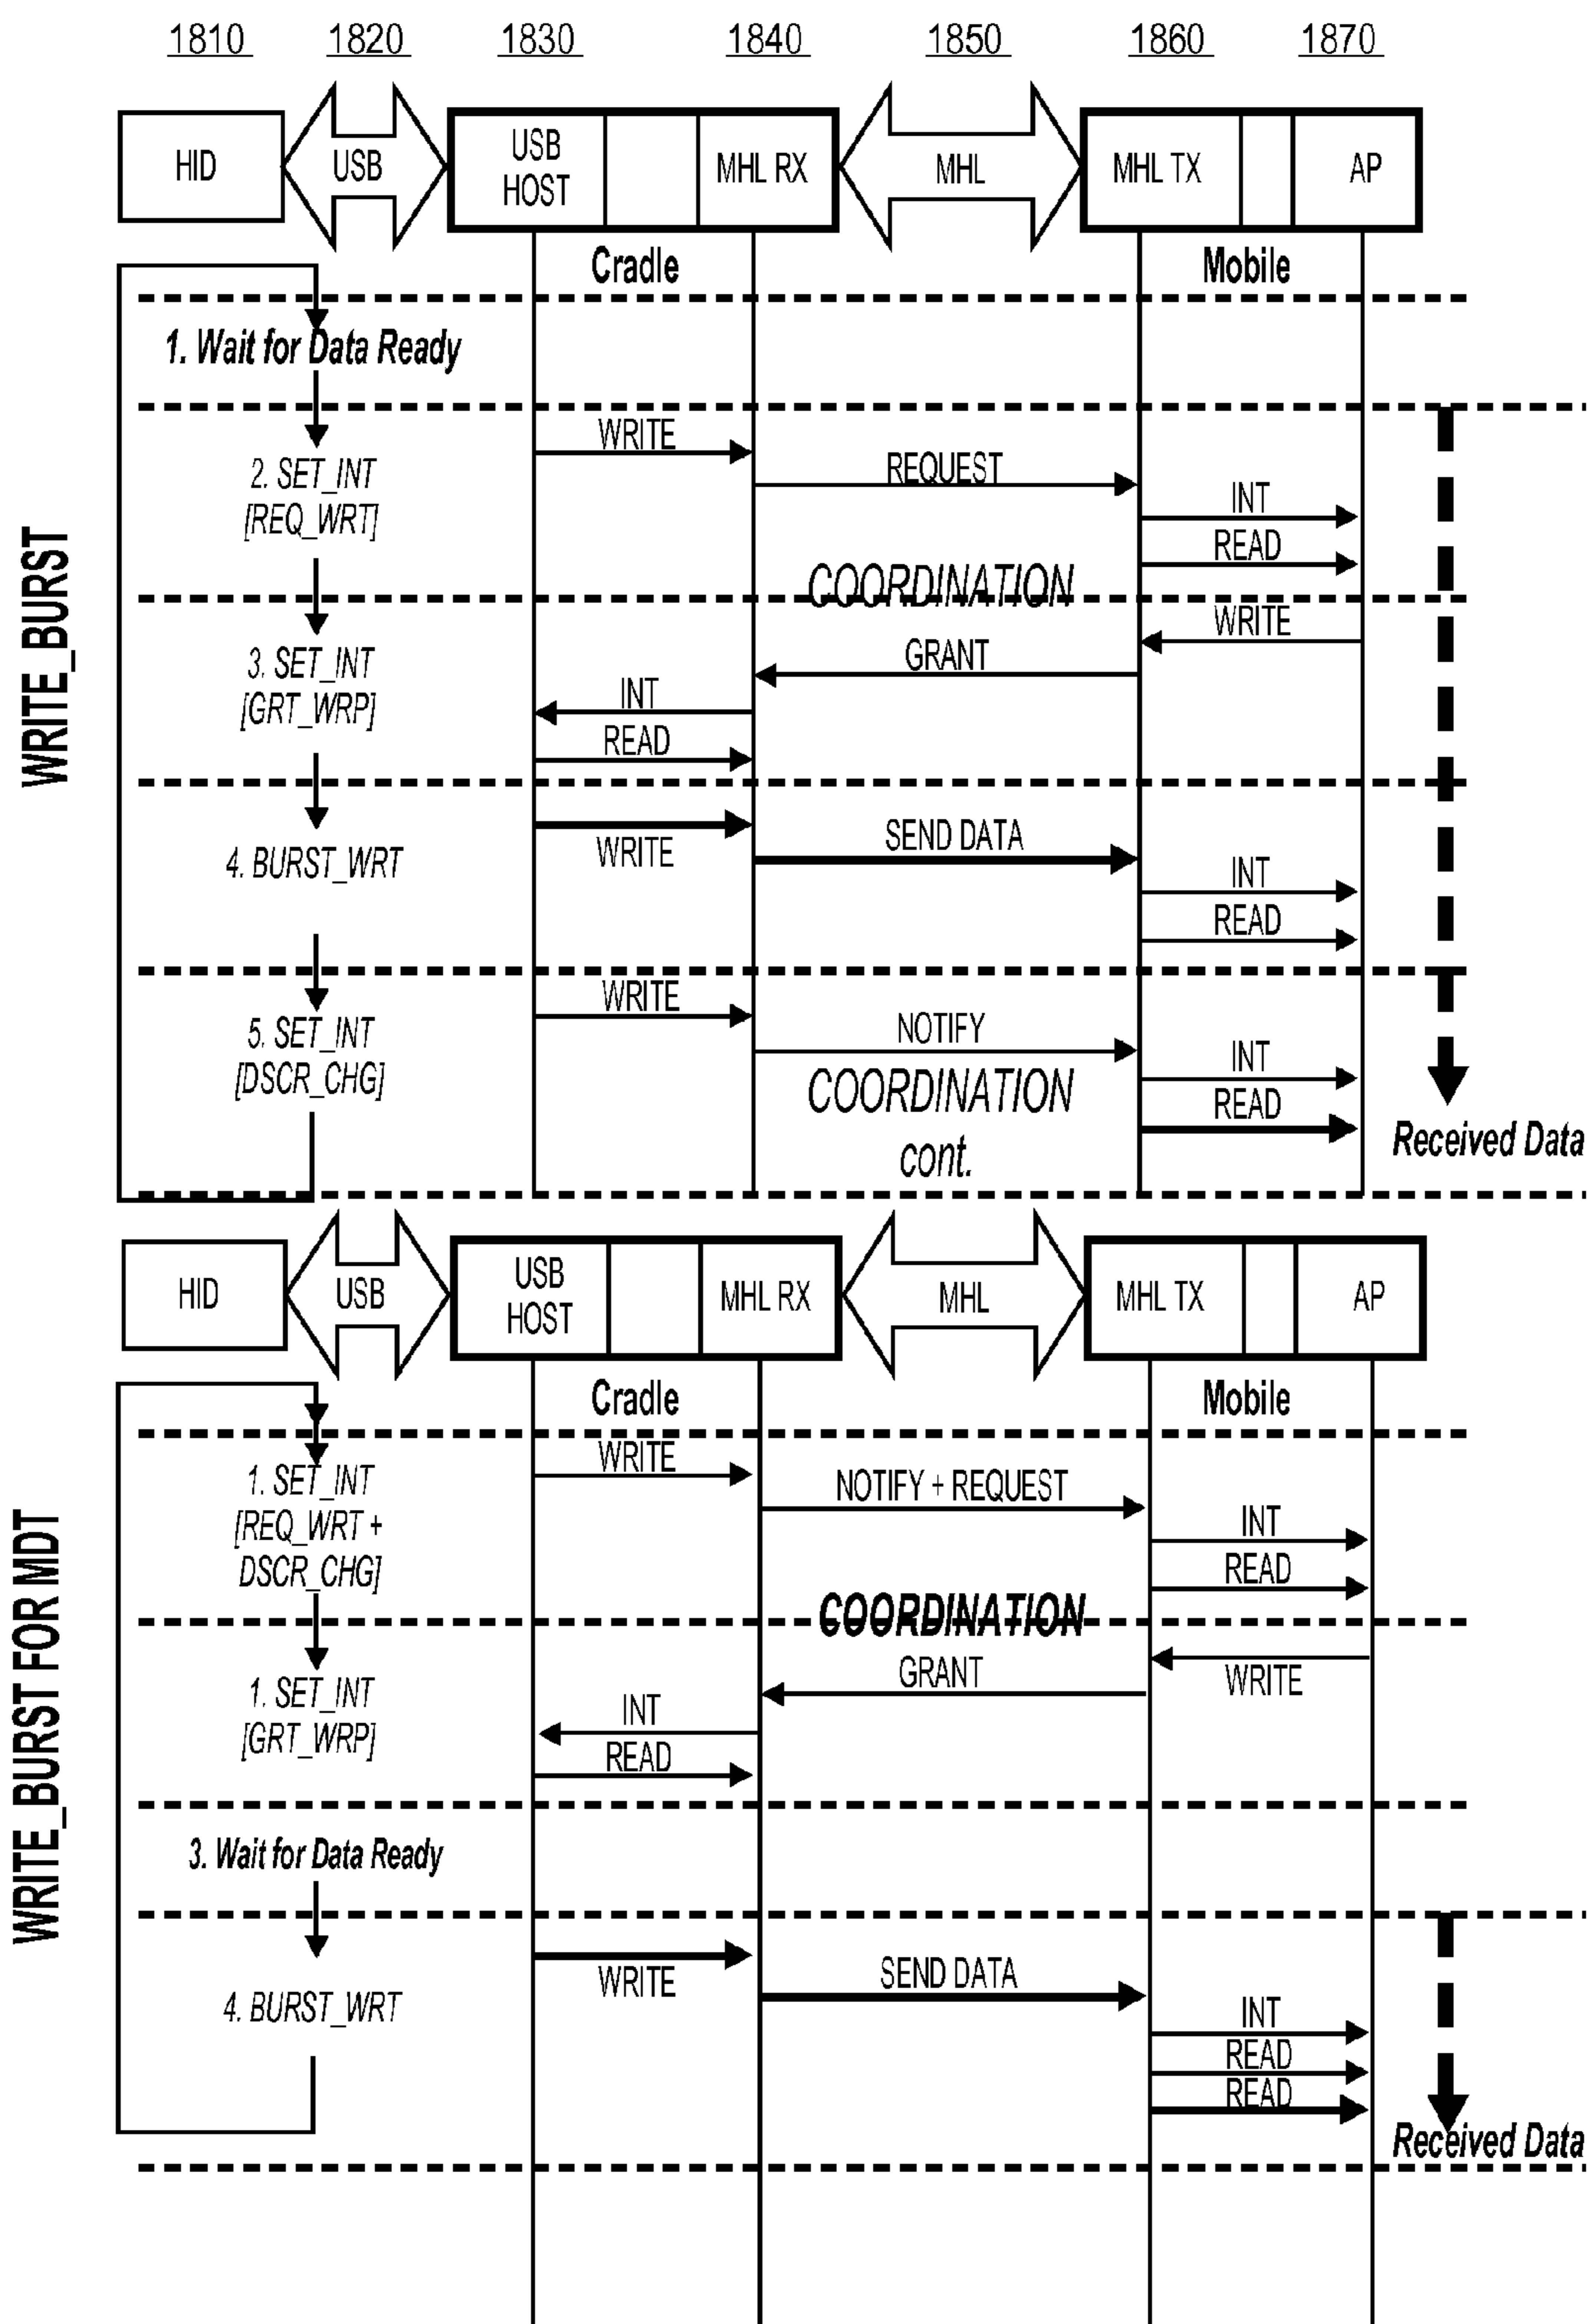 1810 1820 1830 1840 1850 1860 1870
HID
USB
USB
HOST
MHL RX
MHL
MHL TX
AP
Cradle
Mobile
WRITE_BURST
1. Wait for Data Ready
WRITE
2. SET_INT
[REQ_WRT]
REQUEST
INT
READ
COORDINATION
WRITE
3. SET_INT
[GRT_WRP]
GRANT
INT
READ
4. BURST_WRT
WRITE
SEND DATA
INT
READ
WRITE
5. SET_INT
[DSCR_CHG]
NOTIFY
INT
COORDINATION
cont.
READ
Received Data
HID
USB
USB
HOST
MHL RX
MHL
MHL TX
AP
Cradle
Mobile
WRITE_BURST FOR MDT
WRITE
1. SET_INT
[REQ_WRT +
DSCR_CHG]
NOTIFY + REQUEST
INT
READ
COORDINATION
WRITE
1. SET_INT
[GRT_WRP]
GRANT
INT
READ
3. Wait for Data Ready
WRITE
SEND DATA
4. BURST_WRT
INT
READ
READ
Received Data